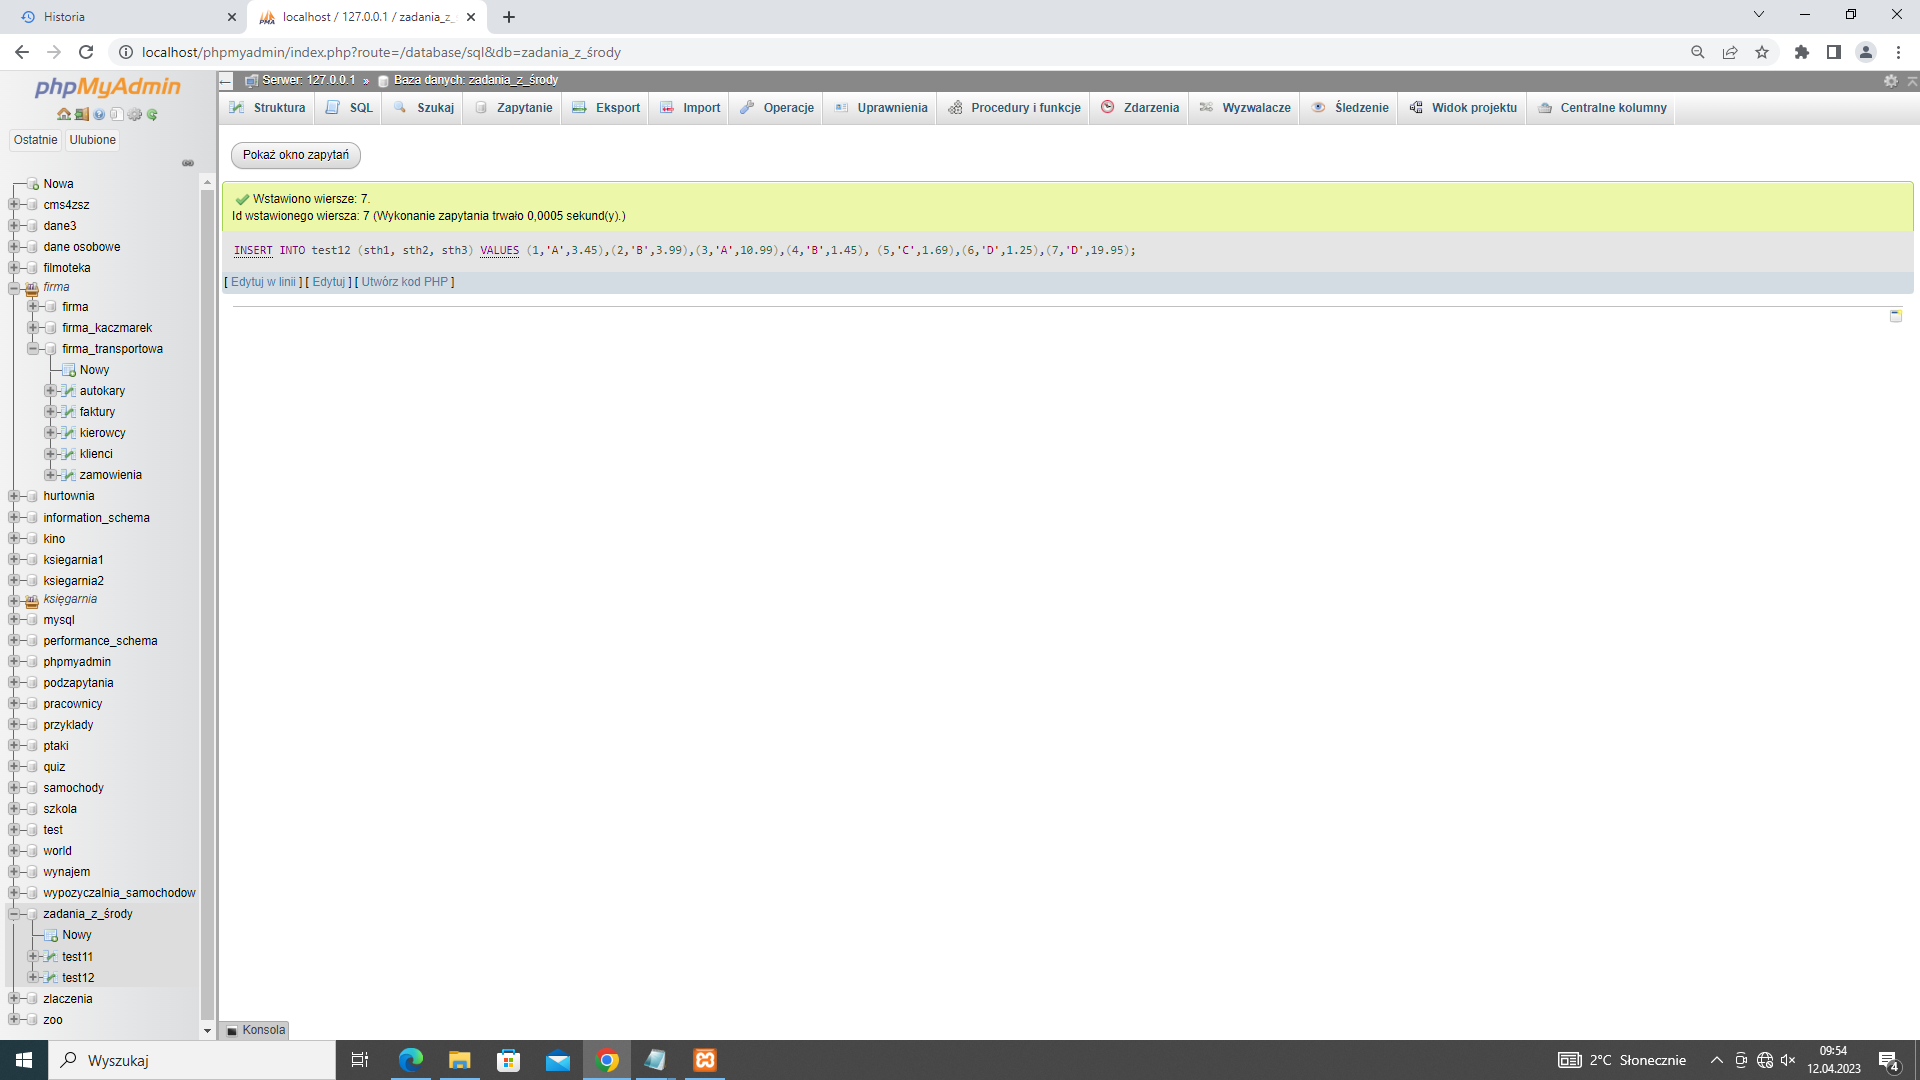 Historia
localhost / 127.0.0.1 / zadania_z_ś
localhost/phpmyadmin/index.php?route=/database/sql&db=zadania_z_środy
phpMyAdmin
Ostatnie Ulubione
Nowa
cms4zsz
dane3
dane osobowe
filmoteka
firma
firma
firma_kaczmarek
firma_transportowa
Nowy
autokary
faktury
kierowcy
klienci
zamowienia
hurtownia
information_schema
kino
ksiegarnia1
ksiegarnia2
księgarnia
mysql
performance_schema
phpmyadmin
podzapytania
pracownicy
przyklady
ptaki
quiz
samochody
szkola
test
world
wynajem
wypozyczalnia_samochodow
zadania_z_środy
Nowy
test11
test12
zlaczenia
zoo
Serwer: 127.0.0.1 » Baza danych: zadania_z_środy
Struktura SQL Szukaj Zapytanie Eksport Import Operacje Uprawnienia Procedury i funkcje Zdarzenia Wyzwalacze Śledzenie Widok projektu Centralne kolumny
Pokaż okno zapytań
Wstawiono wiersze: 7.
Id wstawionego wiersza: 7 (Wykonanie zapytania trwało 0,0005 sekund(y).)
INSERT INTO test12 (sth1, sth2, sth3) VALUES (1,'A',3.45),(2,'B',3.99),(3,'A',10.99),(4,'B',1.45), (5,'C',1.69),(6,'D',1.25),(7,'D',19.95);
[ Edytuj w linii ] [ Edytuj ] [ Utwórz kod PHP ]
Konsola
Wyszukaj
2°C Słonecznie
09:54
12.04.2023
4